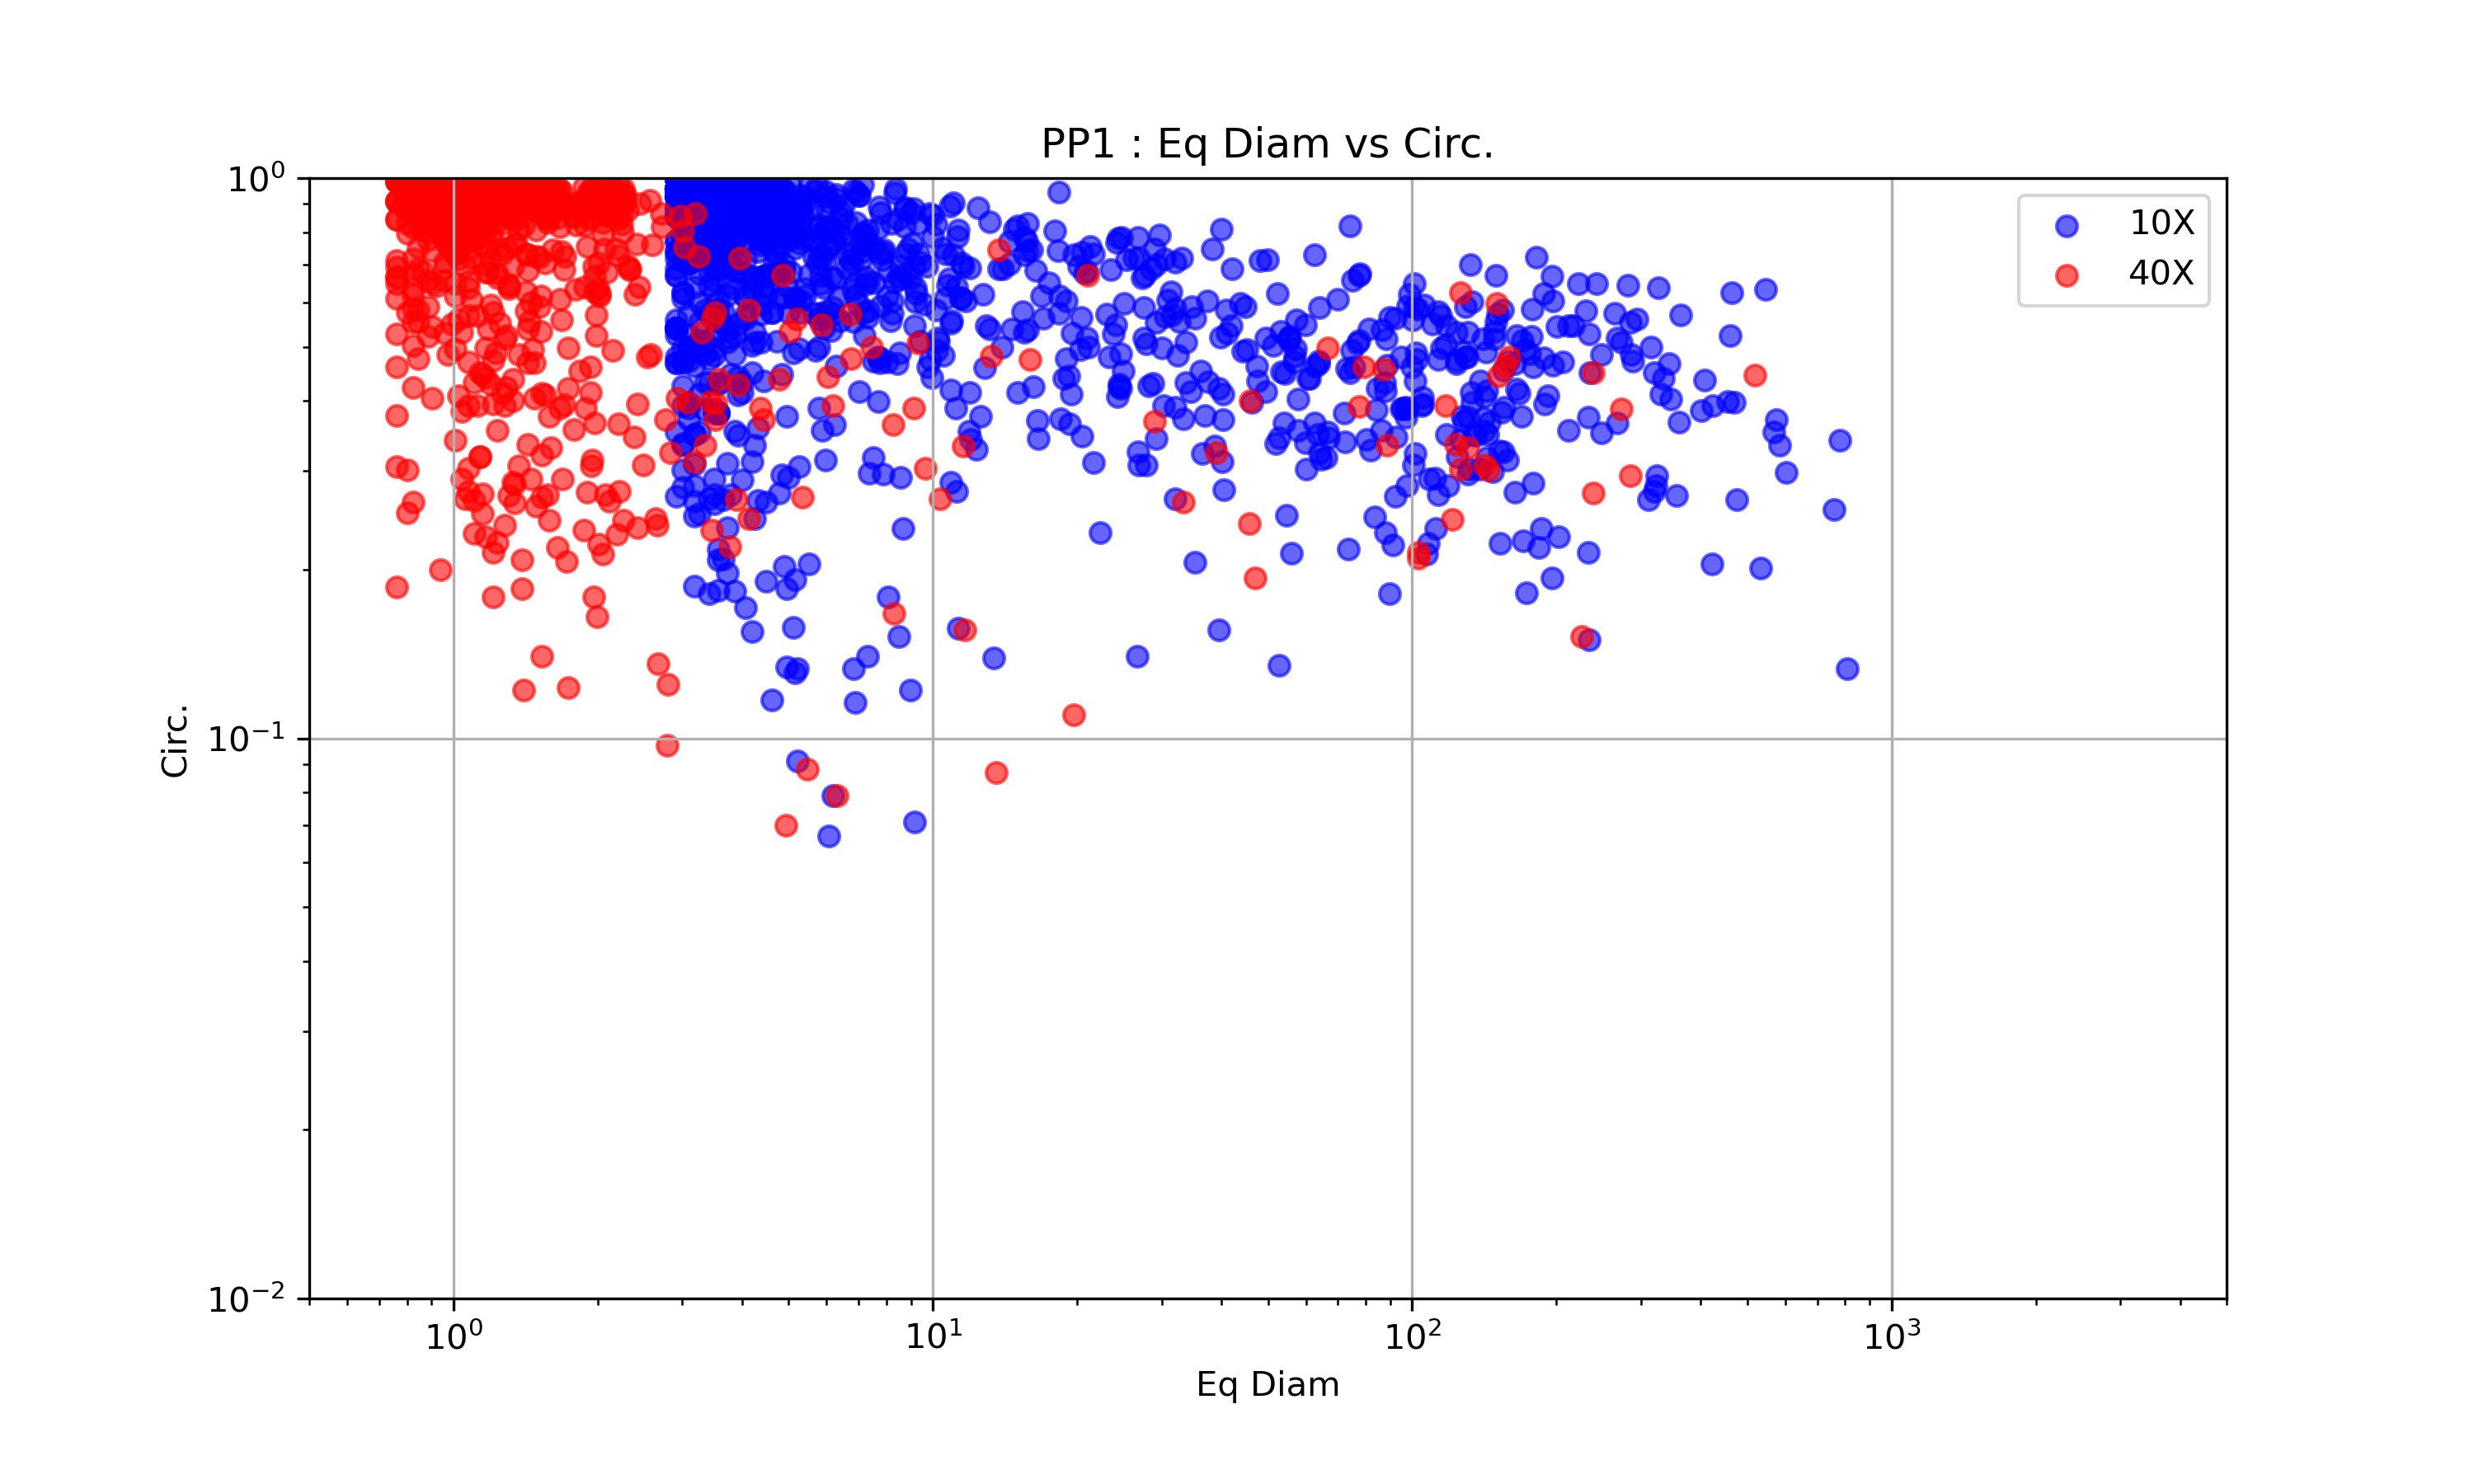 PP1 : Eq Diam vs Circ.
10⁰
10X
40X
Circ.
10⁻¹
10⁻²
10⁰ 10¹ 10² 10³
Eq Diam